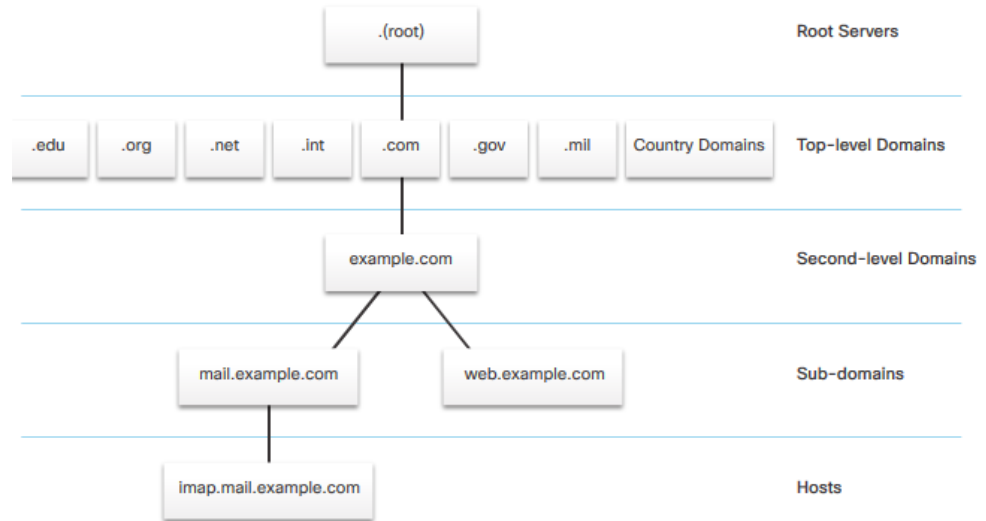 .(root)
Root Servers
.edu .org .net .int .com .gov .mil Country Domains Top-level Domains
example.com Second-level Domains
mail.example.com web.example.com Sub-domains
imap.mail.example.com Hosts